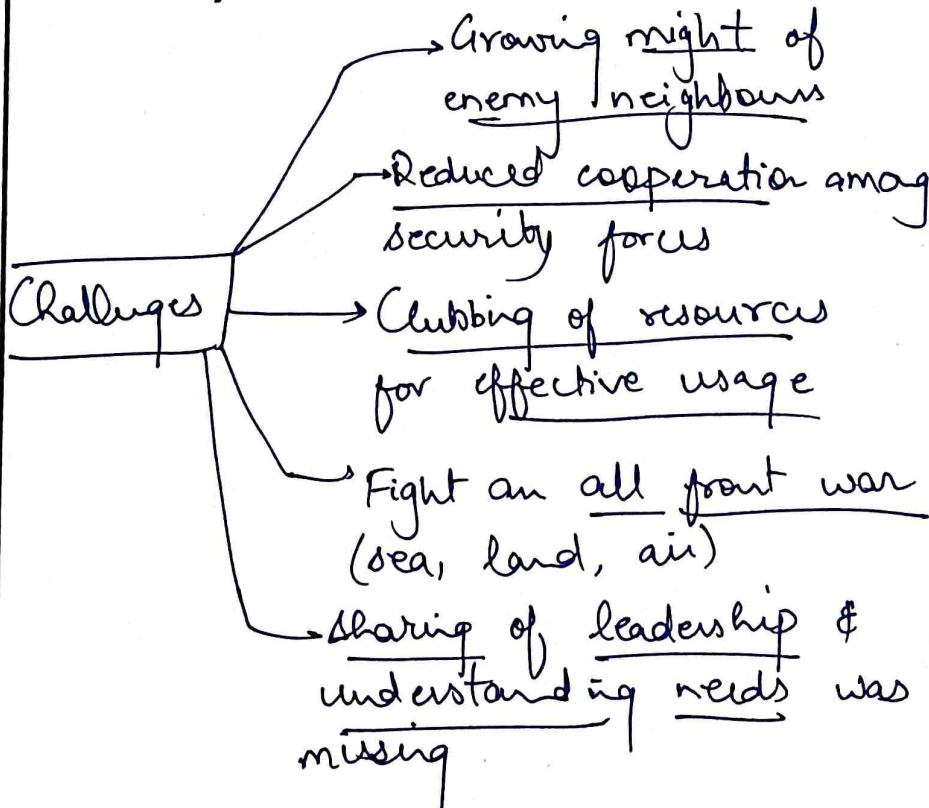 Growing might of
enemy neighbours
Reduced cooperation among
security forces
Challenges
Clubbing of resources
for effective usage
Fight an all front war
(sea, land, air)
Sharing of leadership &
understanding needs was
missing